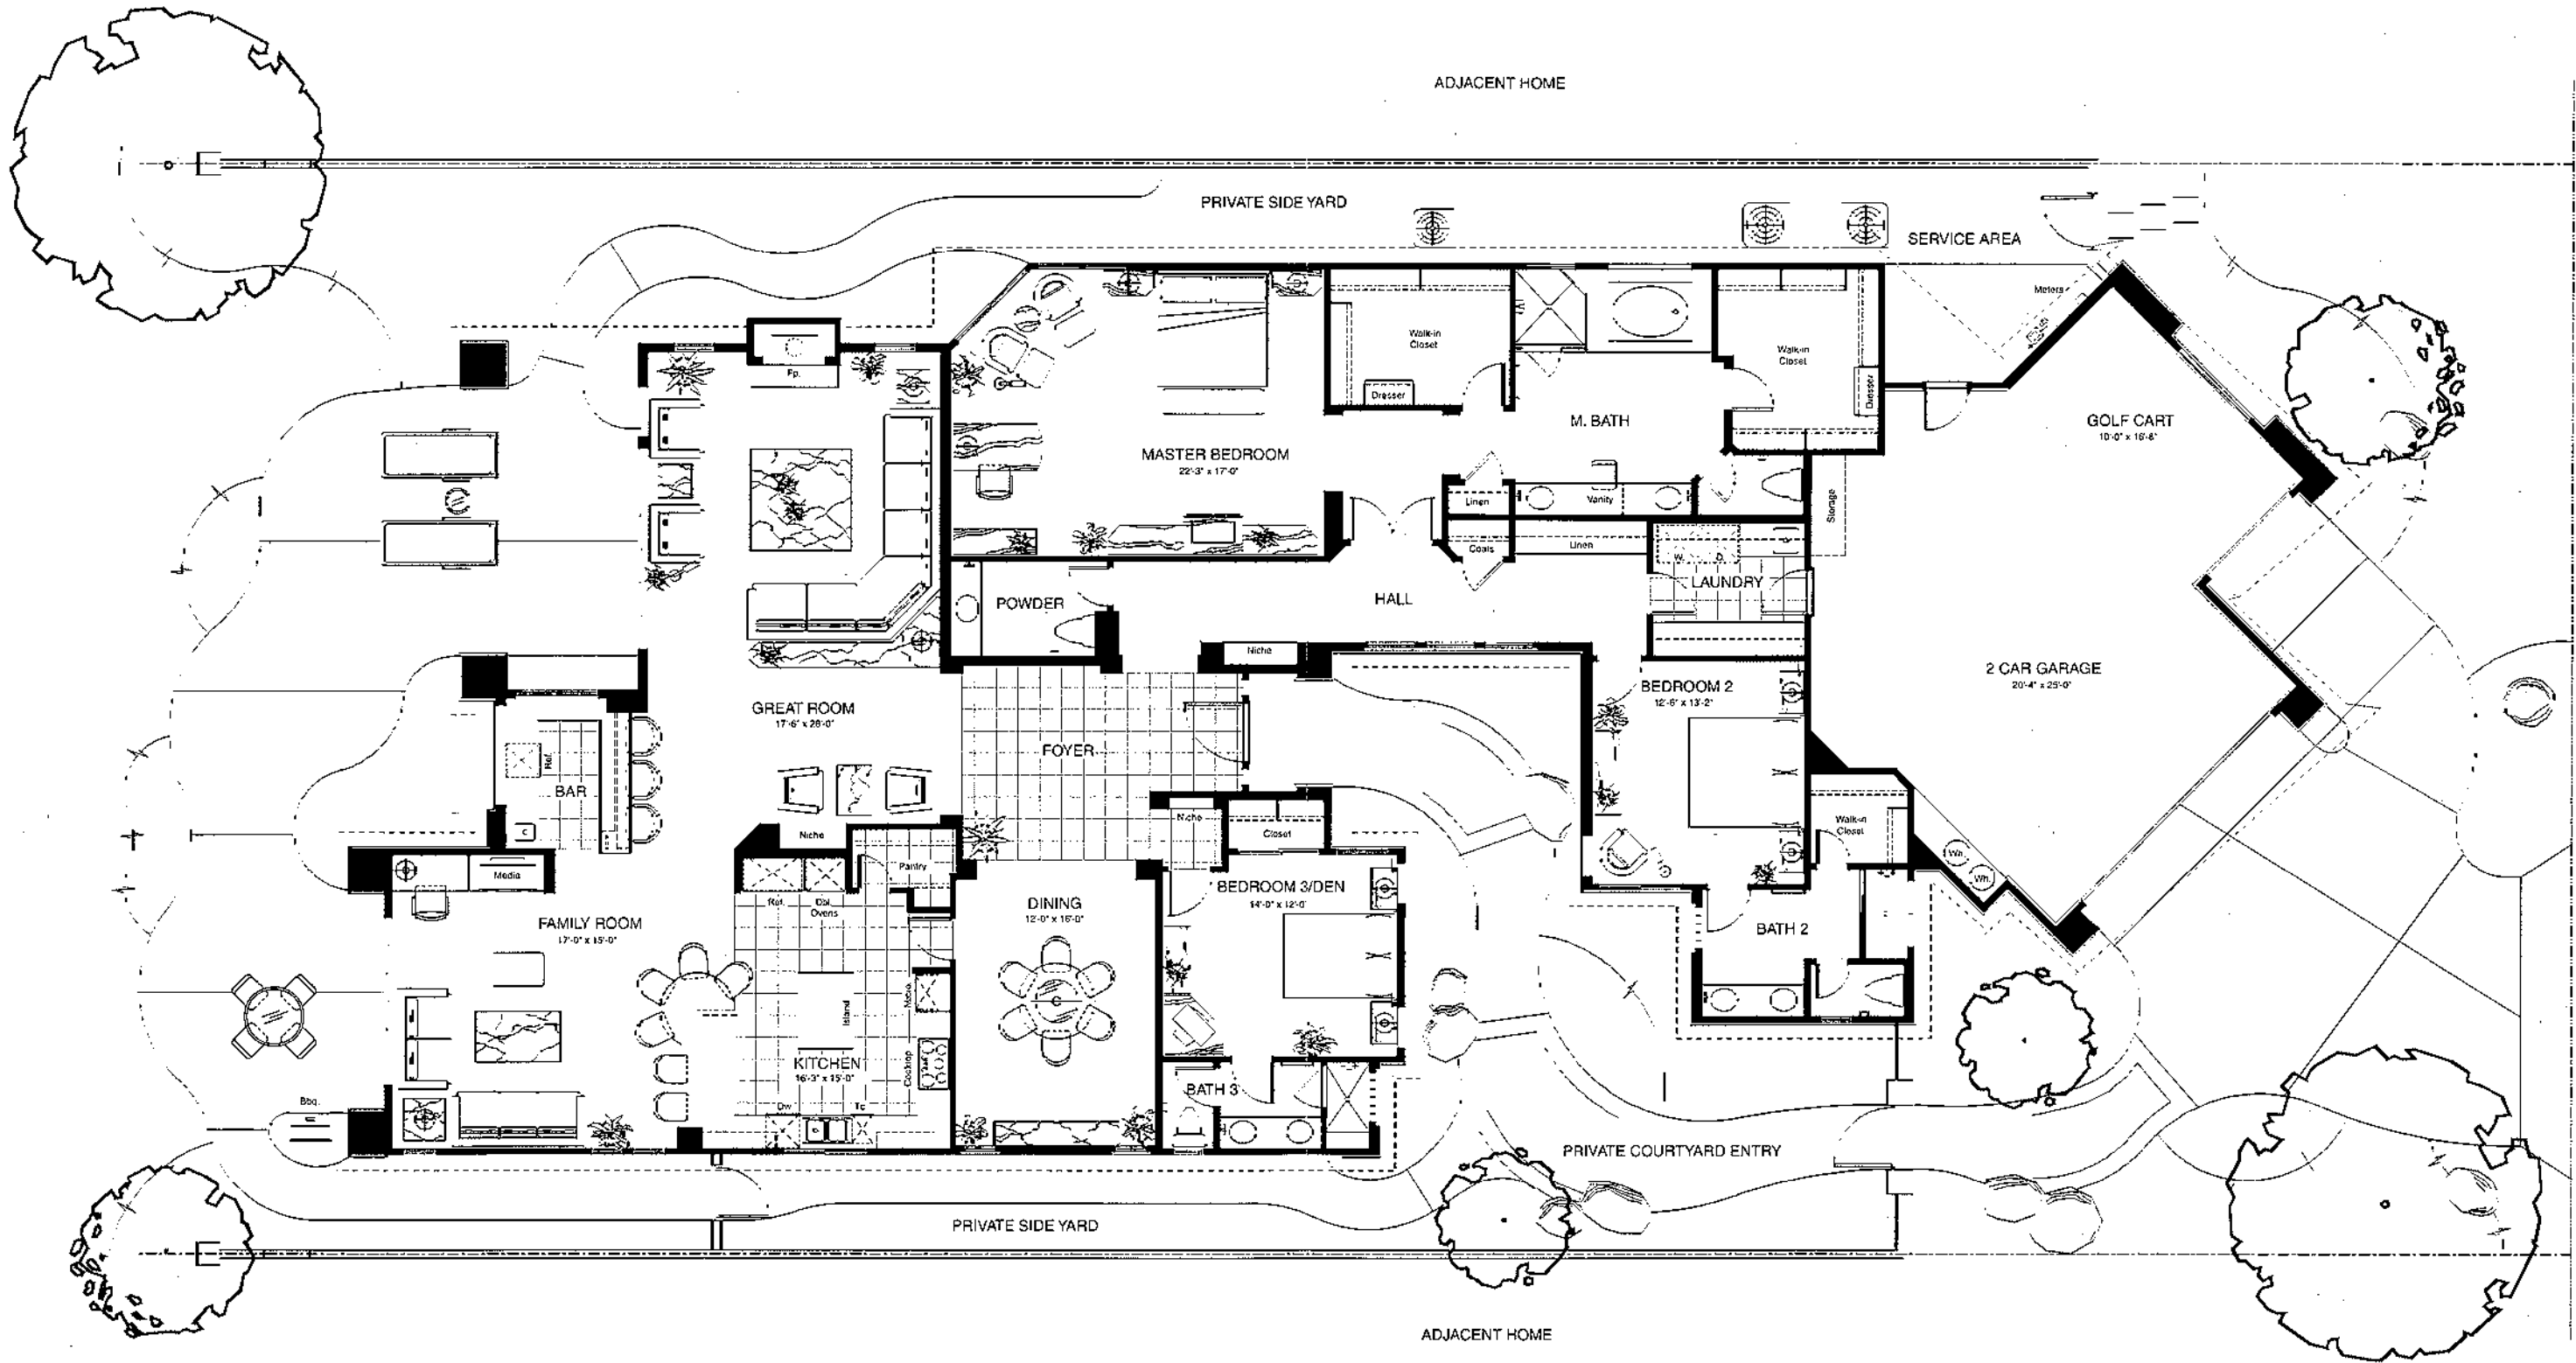 ADJACENT HOME
PRIVATE SIDE YARD
SERVICE AREA
Meters
Walk-in
Closet
Dresser
Walk-in
Closet
Dresser
Fp.
M. BATH
GOLF CART
10'-0" x 16'-8"
MASTER BEDROOM
22'-3" x 17'-0"
Linen
Vanity
Storage
Coats
Linen
W.
D.
LAUNDRY
POWDER
HALL
Niche
2 CAR GARAGE
20'-4" x 25'-0"
BEDROOM 2
12'-6" x 13'-2"
GREAT ROOM
17'-6" x 28'-0"
FOYER
Ref.
BAR
Niche
Niche
Closet
Walk-in
Closet
Wh.
Wh.
Pantry
Media
Ref.
Dbl.
Ovens
BEDROOM 3/DEN
14'-0" x 12'-0"
DINING
12'-0" x 16'-0"
FAMILY ROOM
17'-0" x 15'-0"
BATH 2
Island
KITCHEN
16'-3" x 15'-0"
Cooktop
BATH 3
Bbq.
Dw
Tc
PRIVATE COURTYARD ENTRY
PRIVATE SIDE YARD
ADJACENT HOME